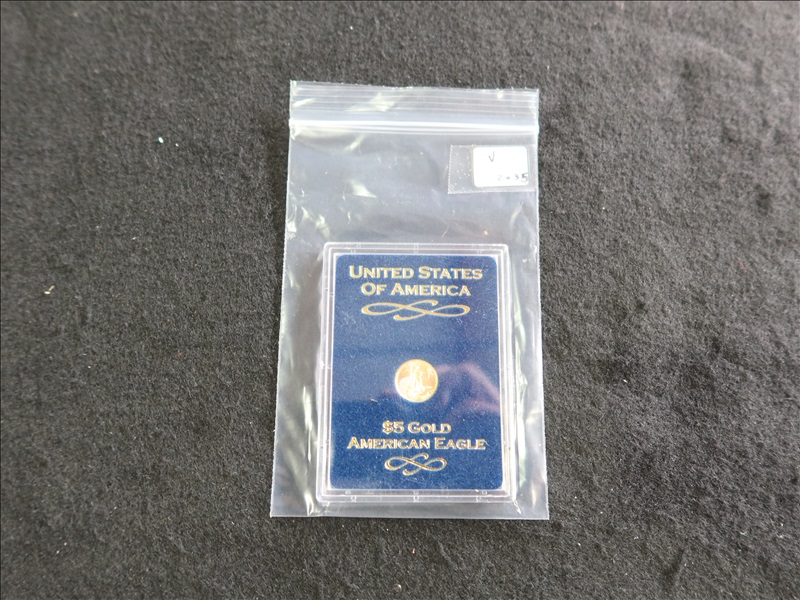 V
UNITED STATES
OF AMERICA
$5 GOLD
AMERICAN EAGLE